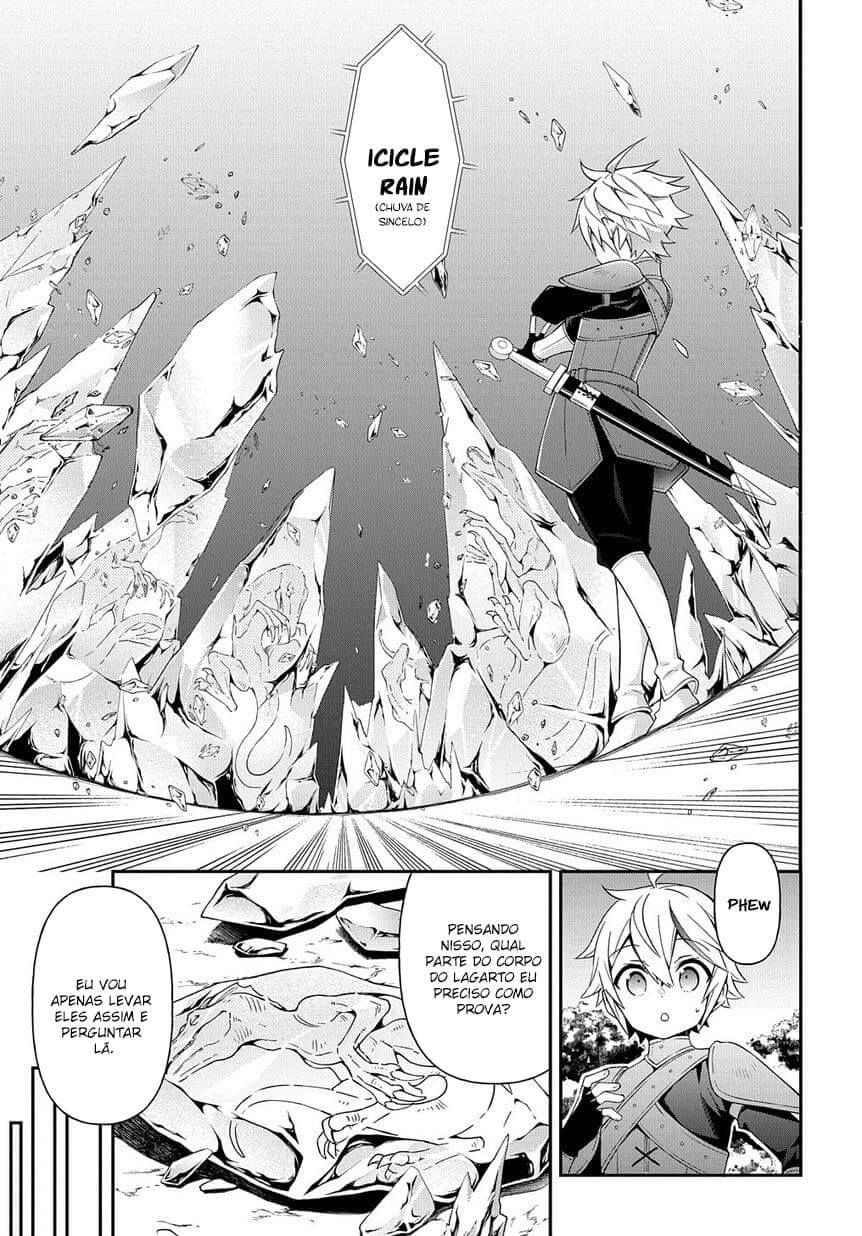 ICICLE
RAIN
(CHUVA DE
SINCELO)
PHEW
PENSANDO
NISSO, QUAL
PARTE DO CORPO
DO LAGARTO EU
PRECISO COMO
PROVA?
EU VOU
APENAS LEVAR
ELES ASSIM E
PERGUNTAR
LÁ.